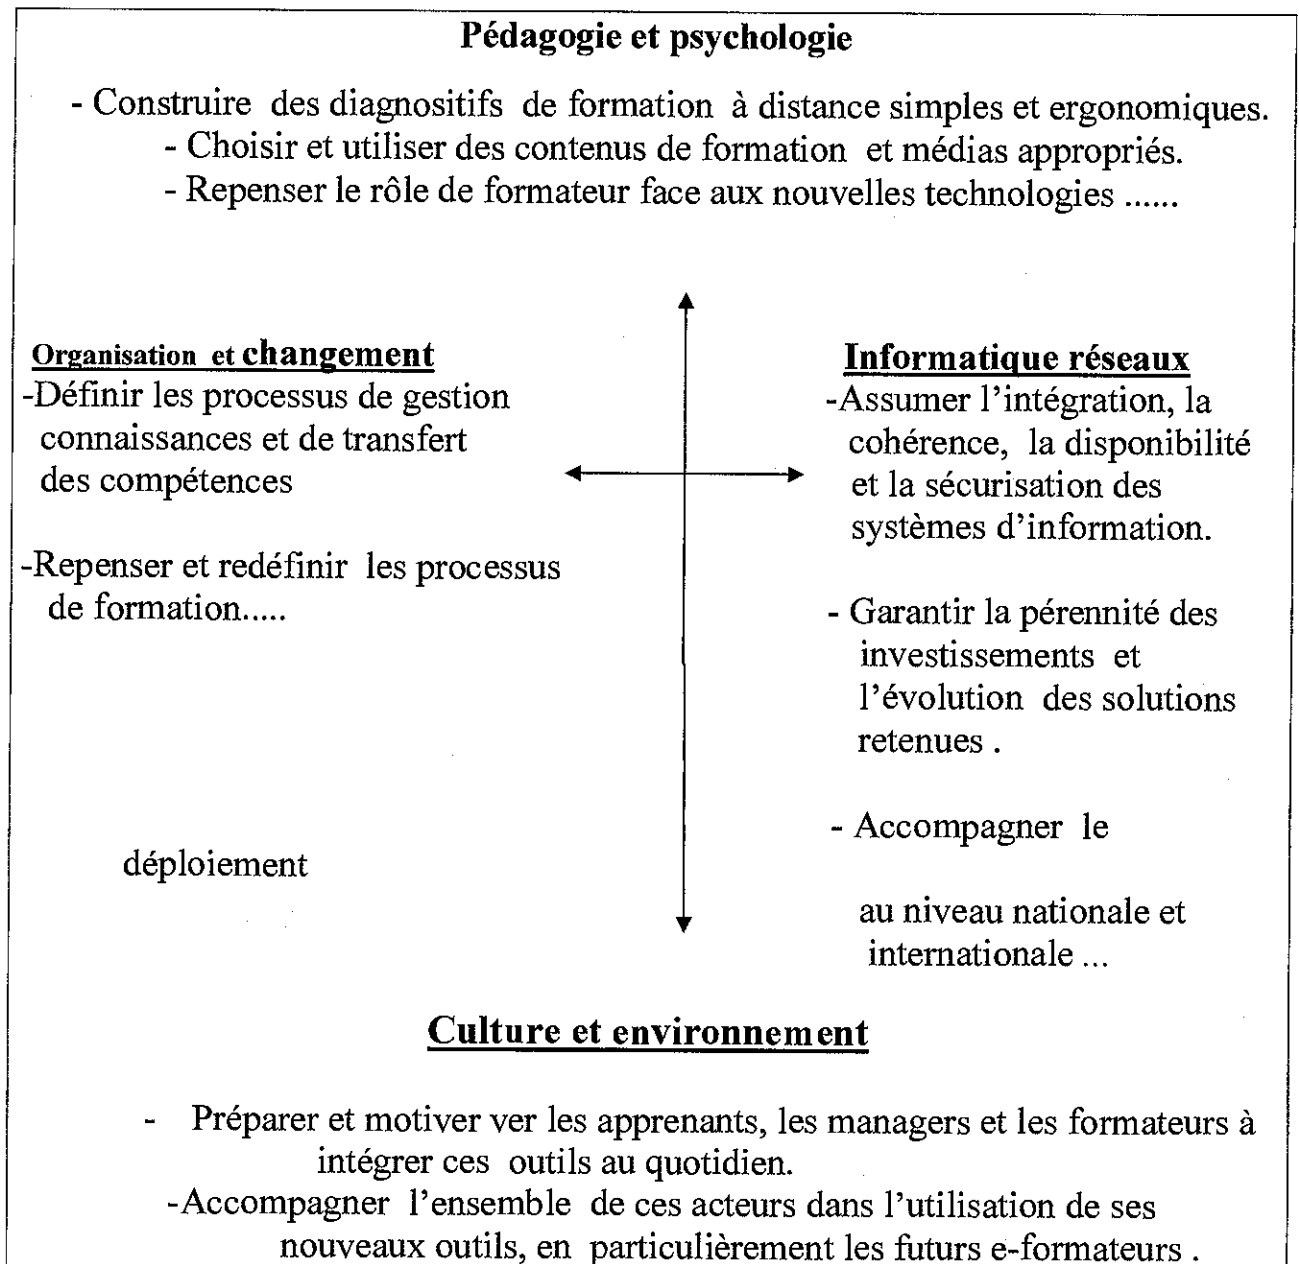 Pédagogie et psychologie
- Construire des diagnositifs de formation à distance simples et ergonomiques.
- Choisir et utiliser des contenus de formation et médias appropriés.
- Repenser le rôle de formateur face aux nouvelles technologies ......
Organisation et changement
-Définir les processus de gestion
connaissances et de transfert
des compétences
-Repenser et redéfinir les processus
de formation.....
déploiement
Informatique réseaux
-Assumer l'intégration, la
cohérence, la disponibilité
et la sécurisation des
systèmes d'information.
- Garantir la pérennité des
investissements et
l'évolution des solutions
retenues .
- Accompagner le
au niveau nationale et
internationale ...
Culture et environnement
- Préparer et motiver ver les apprenants, les managers et les formateurs à
intégrer ces outils au quotidien.
-Accompagner l'ensemble de ces acteurs dans l'utilisation de ses
nouveaux outils, en particulièrement les futurs e-formateurs .